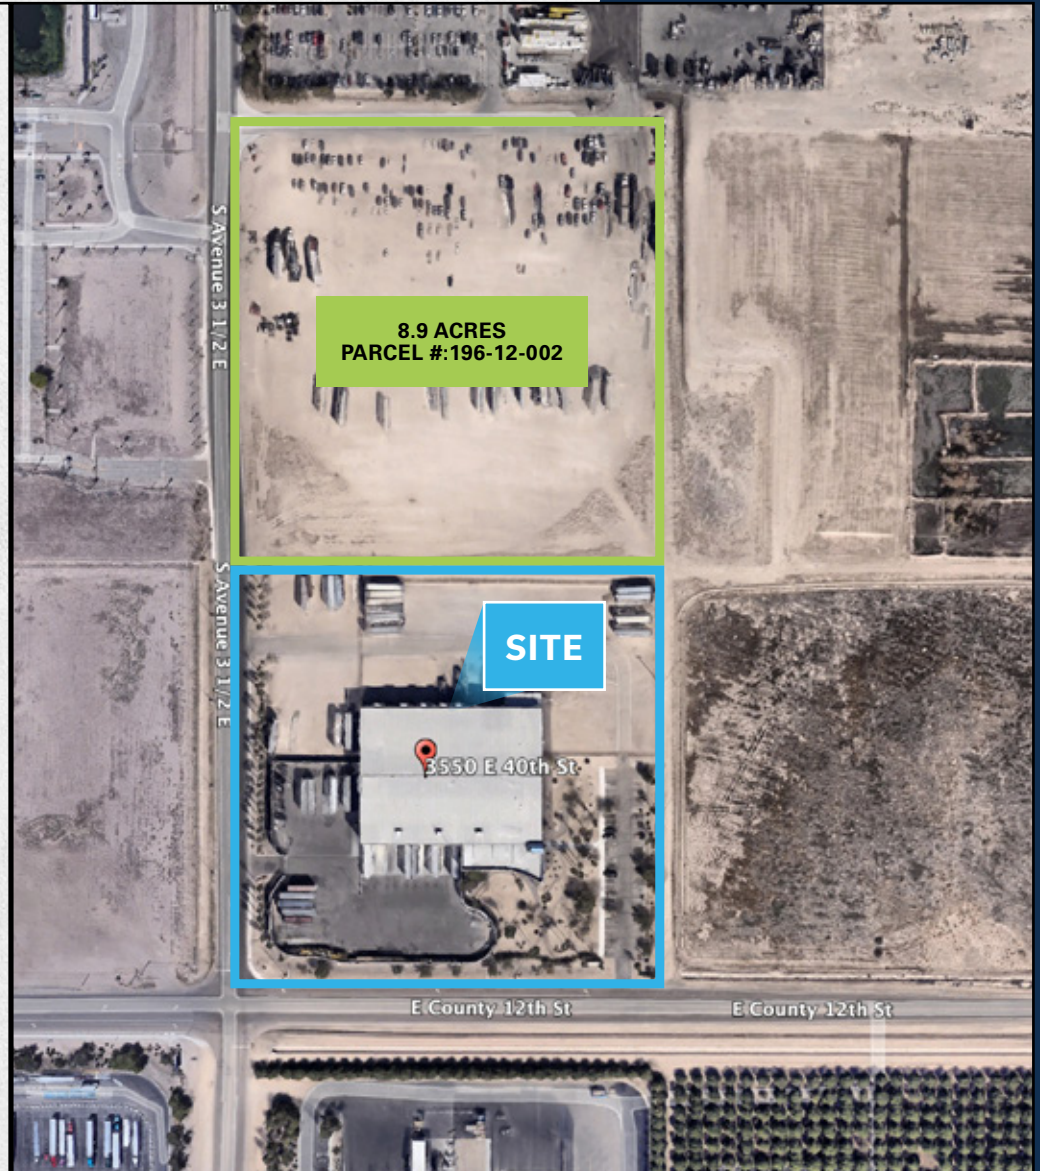 E
S Avenue 3 1/2 E
8.9 ACRES
PARCEL #:196-12-002
S Avenue 3 1/2 E
SITE
3550 E 40th St
E County 12th St
E County 12th St